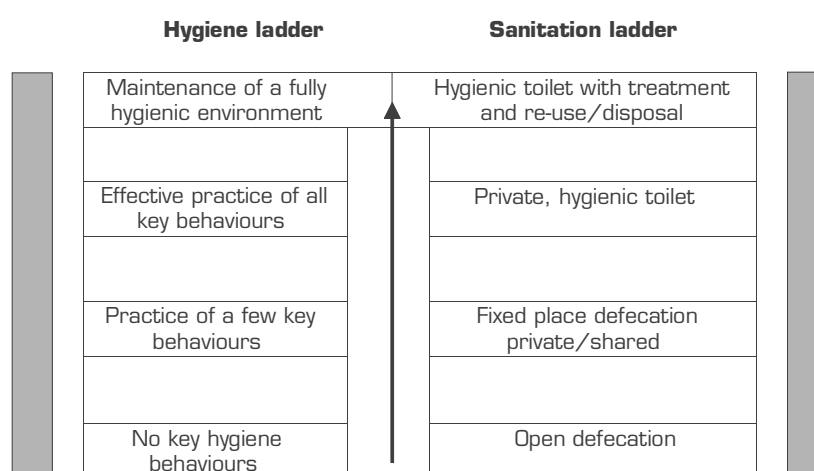 Hygiene ladder
Sanitation ladder
Maintenance of a fully
hygienic environment
Hygienic toilet with treatment
and re-use/disposal
Effective practice of all
key behaviours
Private, hygienic toilet
Practice of a few key
behaviours
Fixed place defecation
private/shared
No key hygiene
behaviours
Open defecation